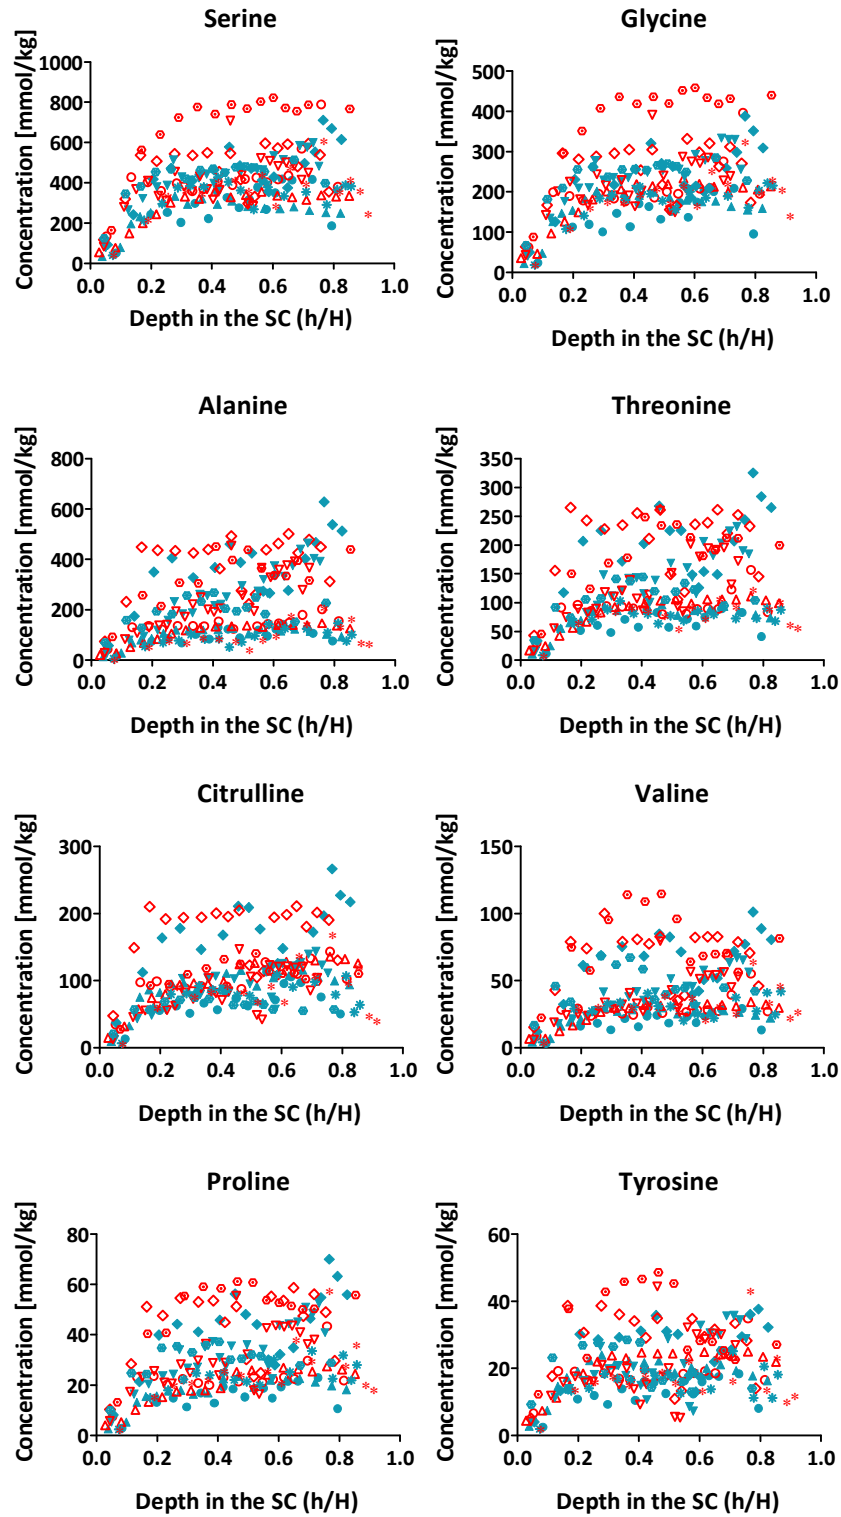 Serine
Concentration [mmol/kg]
1000
800
600
400
200
0
0.0 0.2 0.4 0.6 0.8 1.0
Depth in the SC (h/H)
Glycine
Concentration [mmol/kg]
500
400
300
200
100
0
0.0 0.2 0.4 0.6 0.8 1.0
Depth in the SC (h/H)
Alanine
Concentration [mmol/kg]
800
600
400
200
0
0.0 0.2 0.4 0.6 0.8 1.0
Depth in the SC (h/H)
Threonine
Concentration [mmol/kg]
350
300
250
200
150
100
50
0
0.0 0.2 0.4 0.6 0.8 1.0
Depth in the SC (h/H)
Citrulline
Concentration [mmol/kg]
300
200
100
0
0.0 0.2 0.4 0.6 0.8 1.0
Depth in the SC (h/H)
Valine
Concentration [mmol/kg]
150
100
50
0
0.0 0.2 0.4 0.6 0.8 1.0
Depth in the SC (h/H)
Proline
Concentration [mmol/kg]
80
60
40
20
0
0.0 0.2 0.4 0.6 0.8 1.0
Depth in the SC (h/H)
Tyrosine
Concentration [mmol/kg]
60
40
20
0
0.0 0.2 0.4 0.6 0.8 1.0
Depth in the SC (h/H)